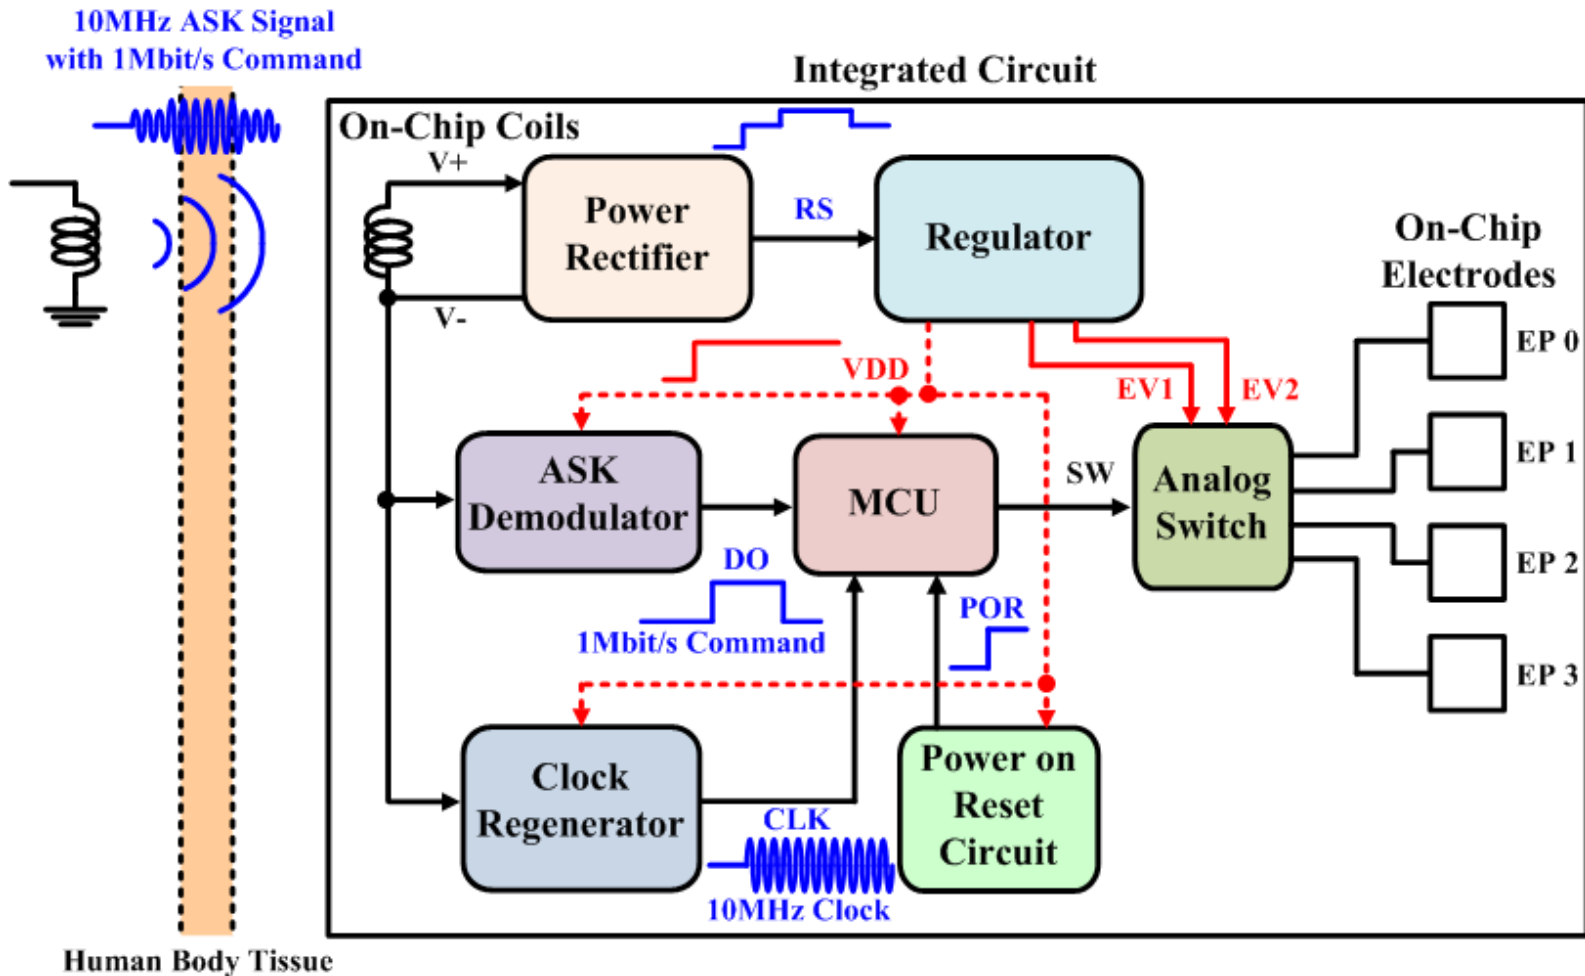 10MHz ASK Signal
with 1Mbit/s Command
Integrated Circuit
On-Chip Coils
V+
Power
Rectifier
RS
Regulator
On-Chip
Electrodes
V-
VDD
EV1
EV2
EP 0
ASK
Demodulator
MCU
SW
Analog
Switch
EP 1
DO
1Mbit/s Command
POR
EP 2
EP 3
Clock
Regenerator
CLK
10MHz Clock
Power on
Reset
Circuit
Human Body Tissue